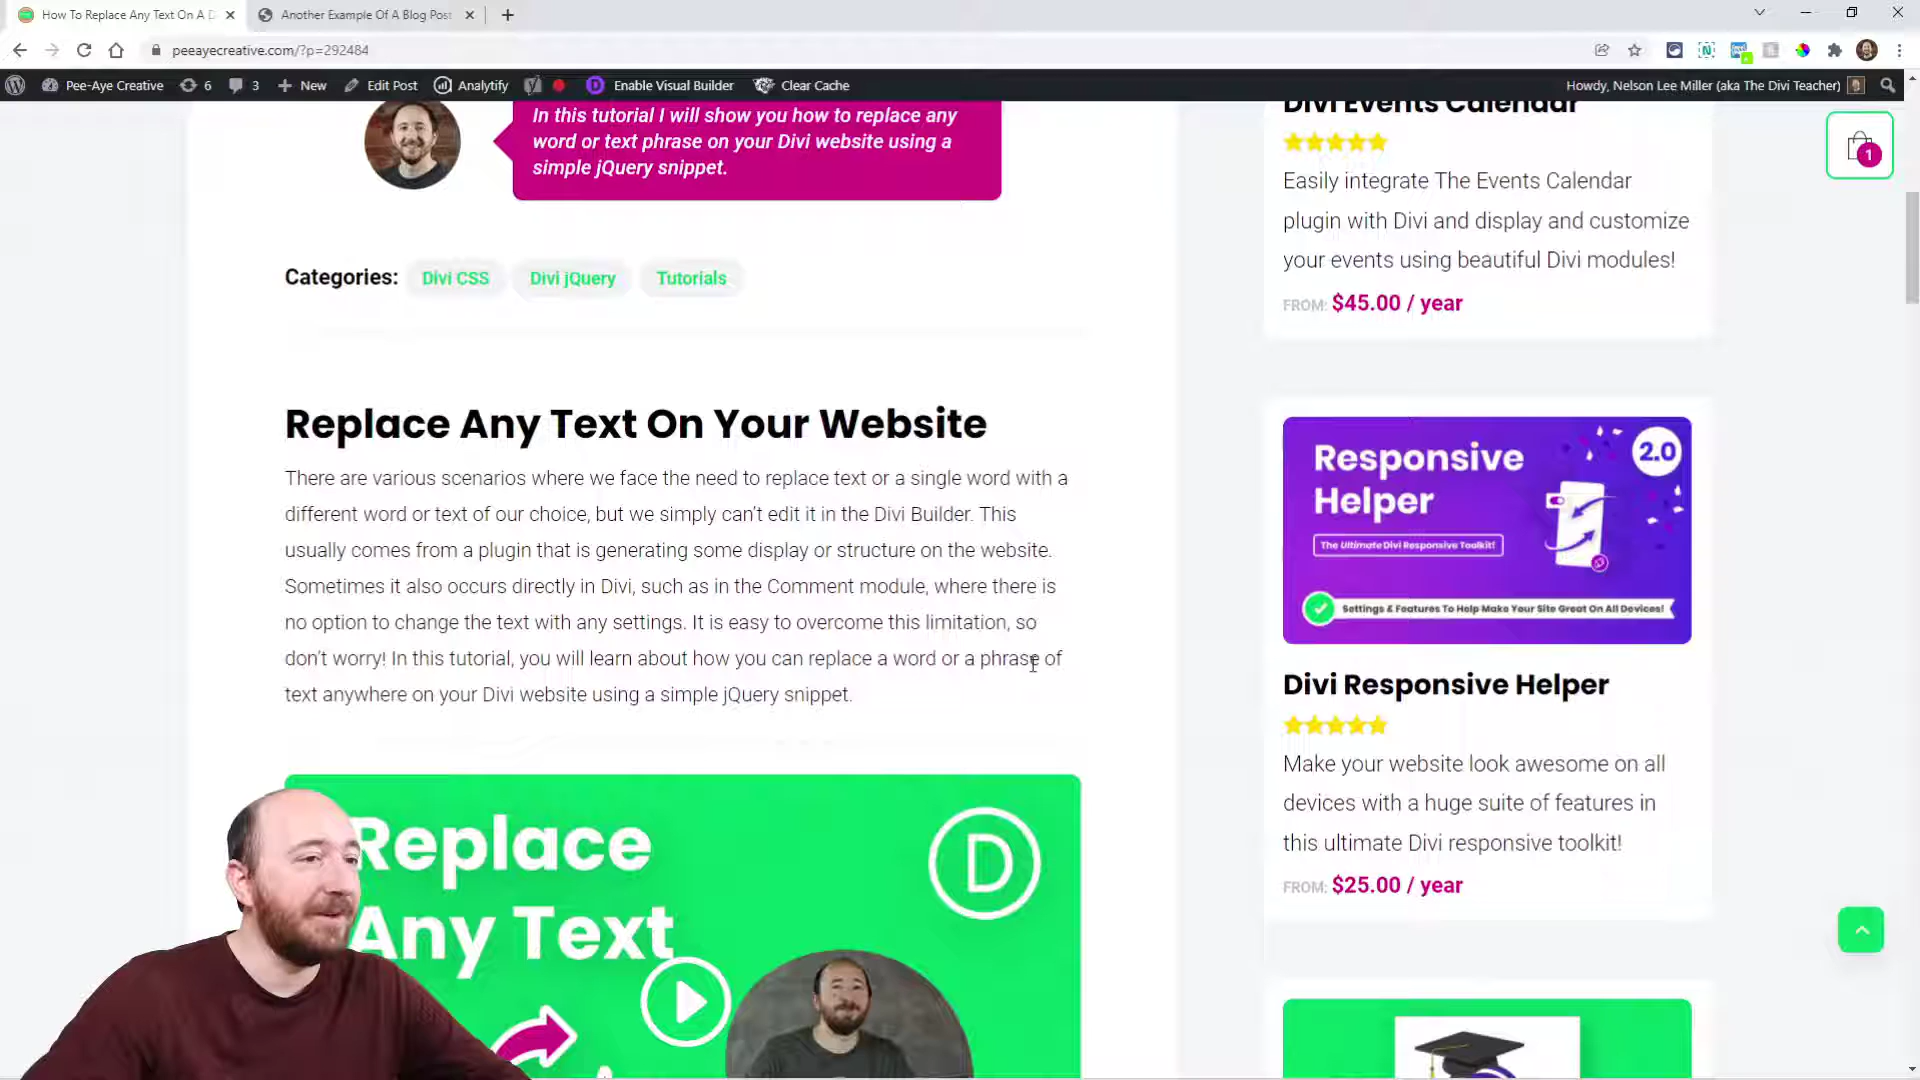 How To Replace Any Text On A D
Another Example Of A Blog Post
peeayecreative.com/?p=292484
Pee-Aye Creative
6
3
New
Edit Post
Analytify
Enable Visual Builder
Clear Cache
Howdy, Nelson Lee Miller (aka The Divi Teacher)
In this tutorial I will show you how to replace any
word or text phrase on your Divi website using a
simple jQuery snippet.
Categories:
Divi CSS
Divi jQuery
Tutorials
Replace Any Text On Your Website
There are various scenarios where we face the need to replace text or a single word with a
different word or text of our choice, but we simply can't edit it in the Divi Builder. This
usually comes from a plugin that is generating some display or structure on the website.
Sometimes it also occurs directly in Divi, such as in the Comment module, where there is
no option to change the text with any settings. It is easy to overcome this limitation, so
don't worry! In this tutorial, you will learn about how you can replace a word or a phrase of
text anywhere on your Divi website using a simple jQuery snippet.
Replace
Any Text
D
Divi Events Calendar
Easily integrate The Events Calendar
plugin with Divi and display and customize
your events using beautiful Divi modules!
FROM: $45.00 / year
1
Responsive
Helper
2.0
The Ultimate Divi Responsive Toolkit!
Settings & Features To Help Make Your Site Great On All Devices!
Divi Responsive Helper
Make your website look awesome on all
devices with a huge suite of features in
this ultimate Divi responsive toolkit!
FROM: $25.00 / year